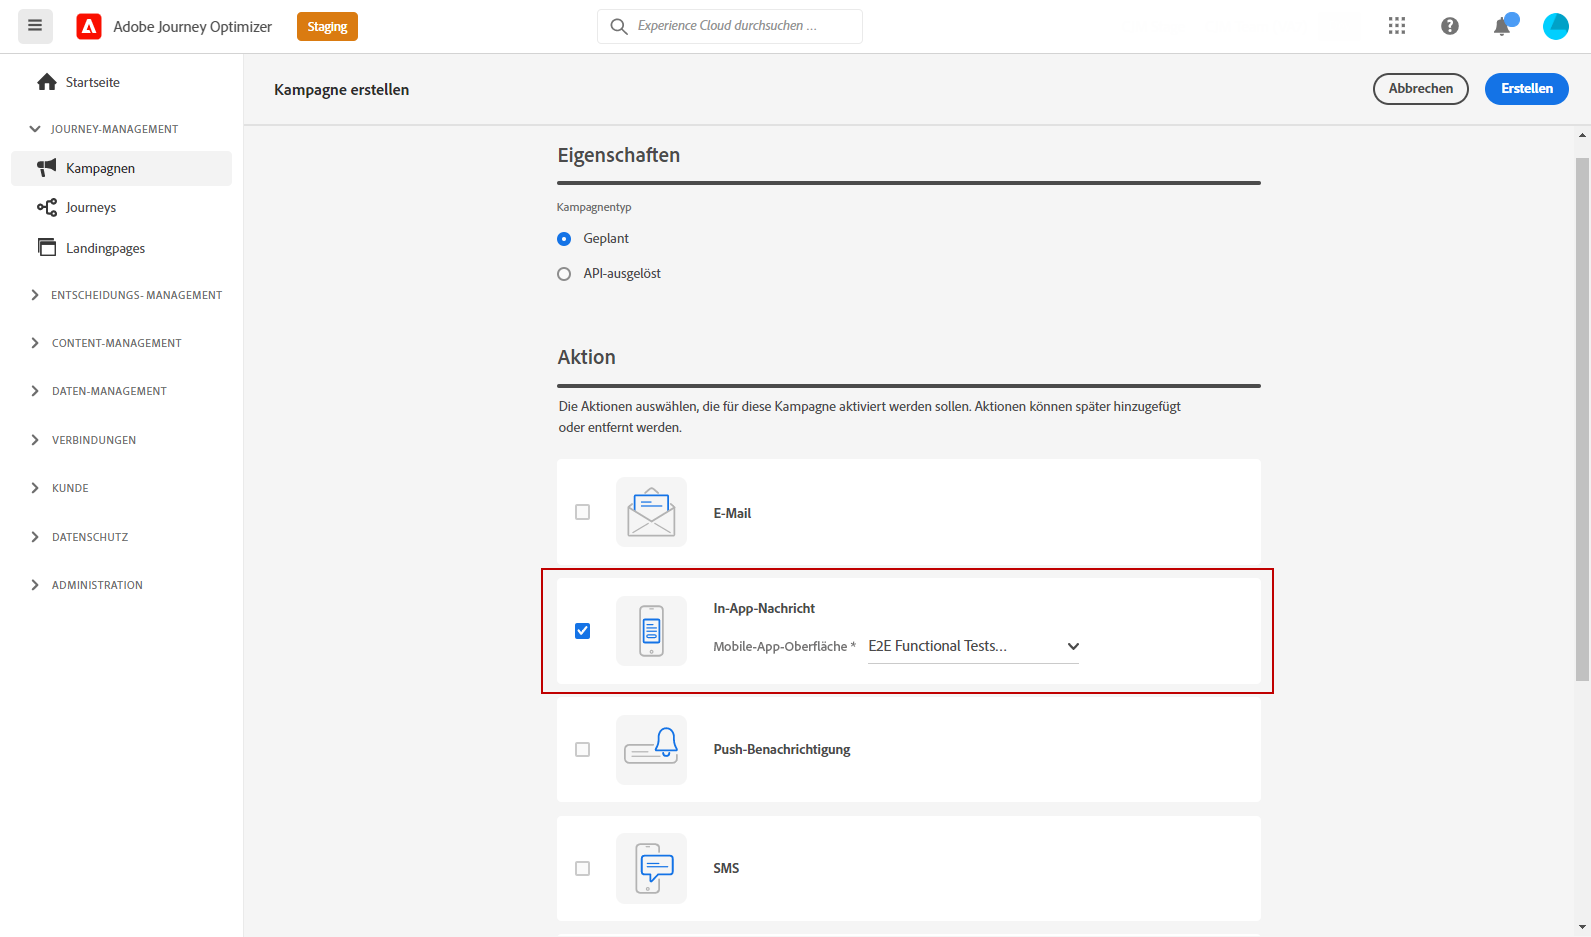 Adobe Journey Optimizer
Staging
Experience Cloud durchsuchen ...
Startseite
JOURNEY-MANAGEMENT
Kampagnen
Journeys
Landingpages
ENTSCHEIDUNGS- MANAGEMENT
CONTENT-MANAGEMENT
DATEN-MANAGEMENT
VERBINDUNGEN
KUNDE
DATENSCHUTZ
ADMINISTRATION
Kampagne erstellen
Abbrechen
Erstellen
Eigenschaften
Kampagnentyp
Geplant
API-ausgelöst
Aktion
Die Aktionen auswählen, die für diese Kampagne aktiviert werden sollen. Aktionen können später hinzugefügt
oder entfernt werden.
E-Mail
In-App-Nachricht
Mobile-App-Oberfläche * E2E Functional Tests...
Push-Benachrichtigung
SMS